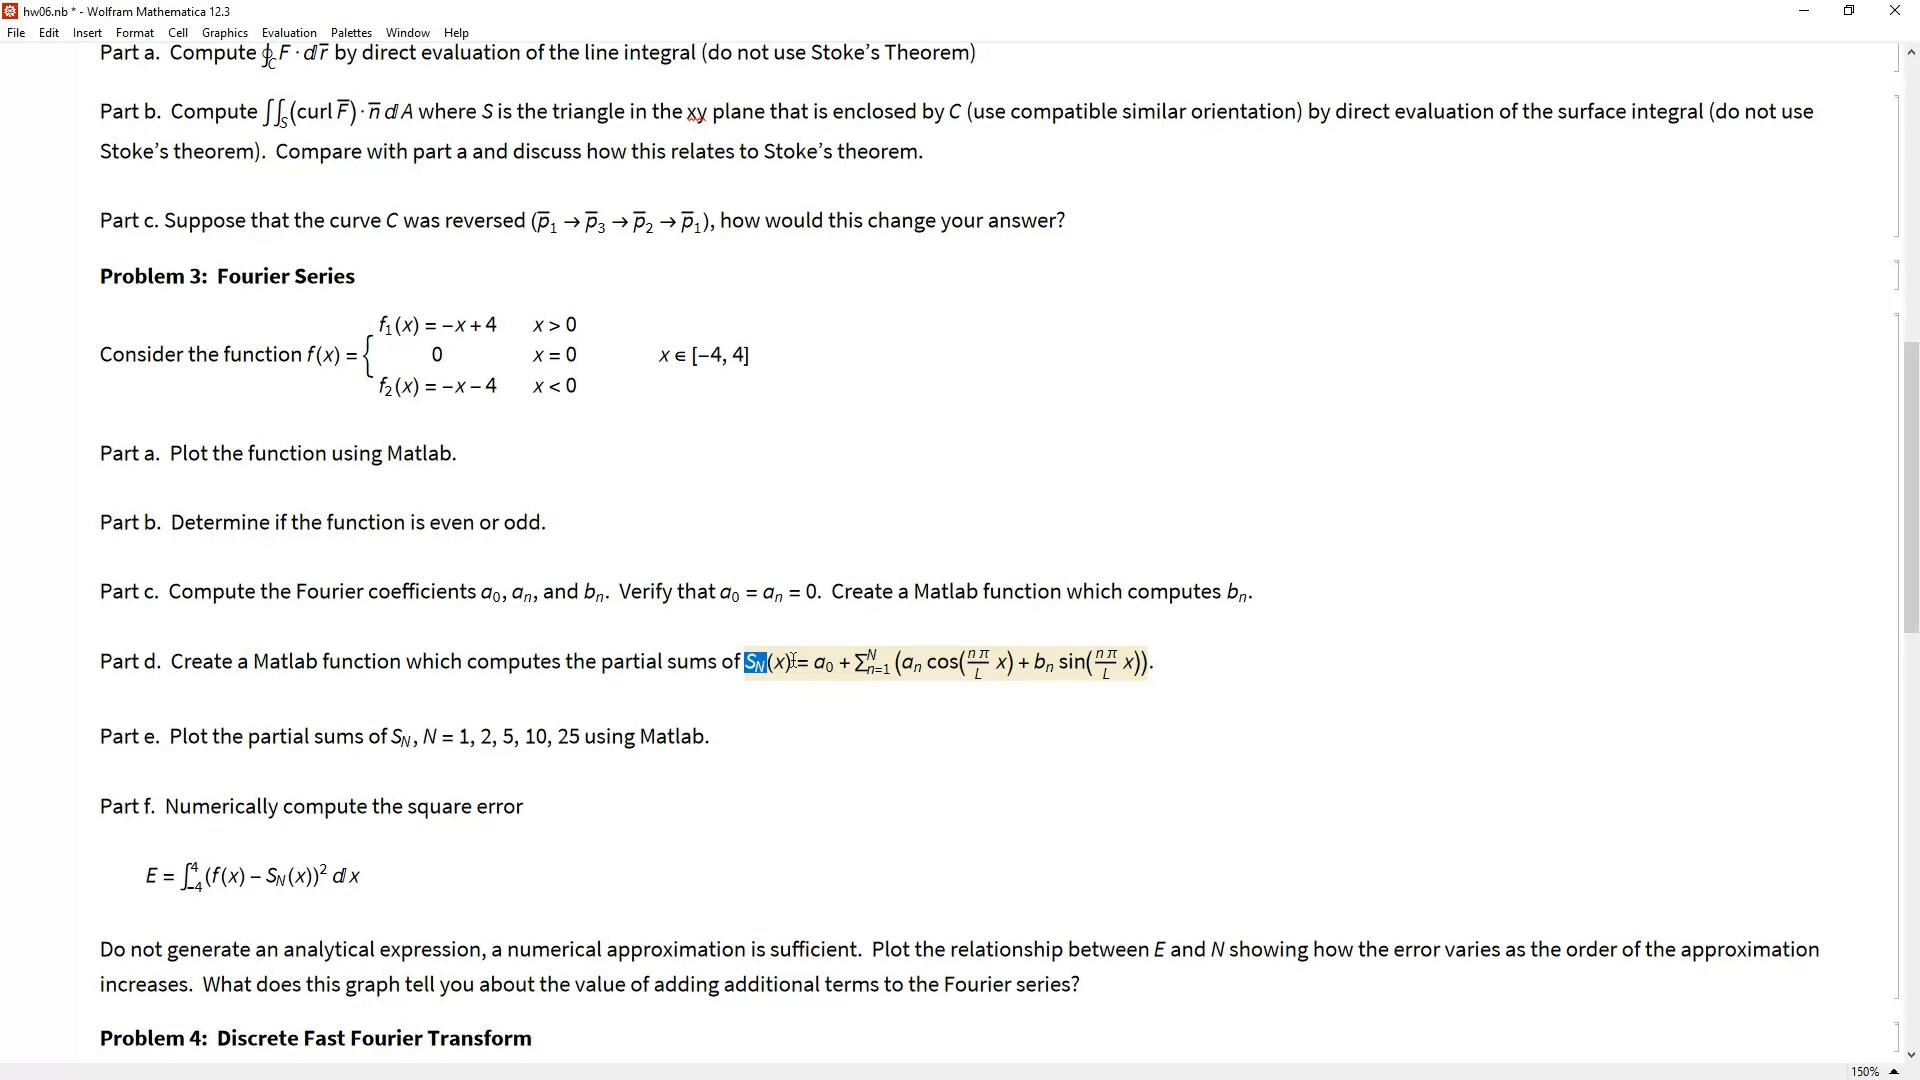 hw06.nb * - Wolfram Mathematica 12.3
File Edit Insert Format Cell Graphics Evaluation Palettes Window Help
Part a.  Compute ∮_C F · ⅆr̅ by direct evaluation of the line integral (do not use Stoke’s Theorem)
Part b.  Compute ∫∫_S (curl F̅) · n̅ ⅆA where S is the triangle in the xy plane that is enclosed by C (use compatible similar orientation) by direct evaluation of the surface integral (do not use
Stoke’s theorem).  Compare with part a and discuss how this relates to Stoke’s theorem.
Part c. Suppose that the curve C was reversed (p̅₁ → p̅₃ → p̅₂ → p̅₁), how would this change your answer?
Problem 3:  Fourier Series
f₁(x) = −x + 4    x > 0
Consider the function f(x) = {    0    x = 0    x ∈ [−4, 4]
f₂(x) = −x − 4    x < 0
Part a.  Plot the function using Matlab.
Part b.  Determine if the function is even or odd.
Part c.  Compute the Fourier coefficients a₀, aₙ, and bₙ.  Verify that a₀ = aₙ = 0.  Create a Matlab function which computes bₙ.
Part d.  Create a Matlab function which computes the partial sums of S_N(x) = a₀ + ∑_{n=1}^N (aₙ cos(nπ/L x) + bₙ sin(nπ/L x)).
Part e.  Plot the partial sums of S_N, N = 1, 2, 5, 10, 25 using Matlab.
Part f.  Numerically compute the square error
E = ∫_{−4}^{4} (f(x) − S_N(x))² ⅆx
Do not generate an analytical expression, a numerical approximation is sufficient.  Plot the relationship between E and N showing how the error varies as the order of the approximation
increases.  What does this graph tell you about the value of adding additional terms to the Fourier series?
Problem 4:  Discrete Fast Fourier Transform
150%